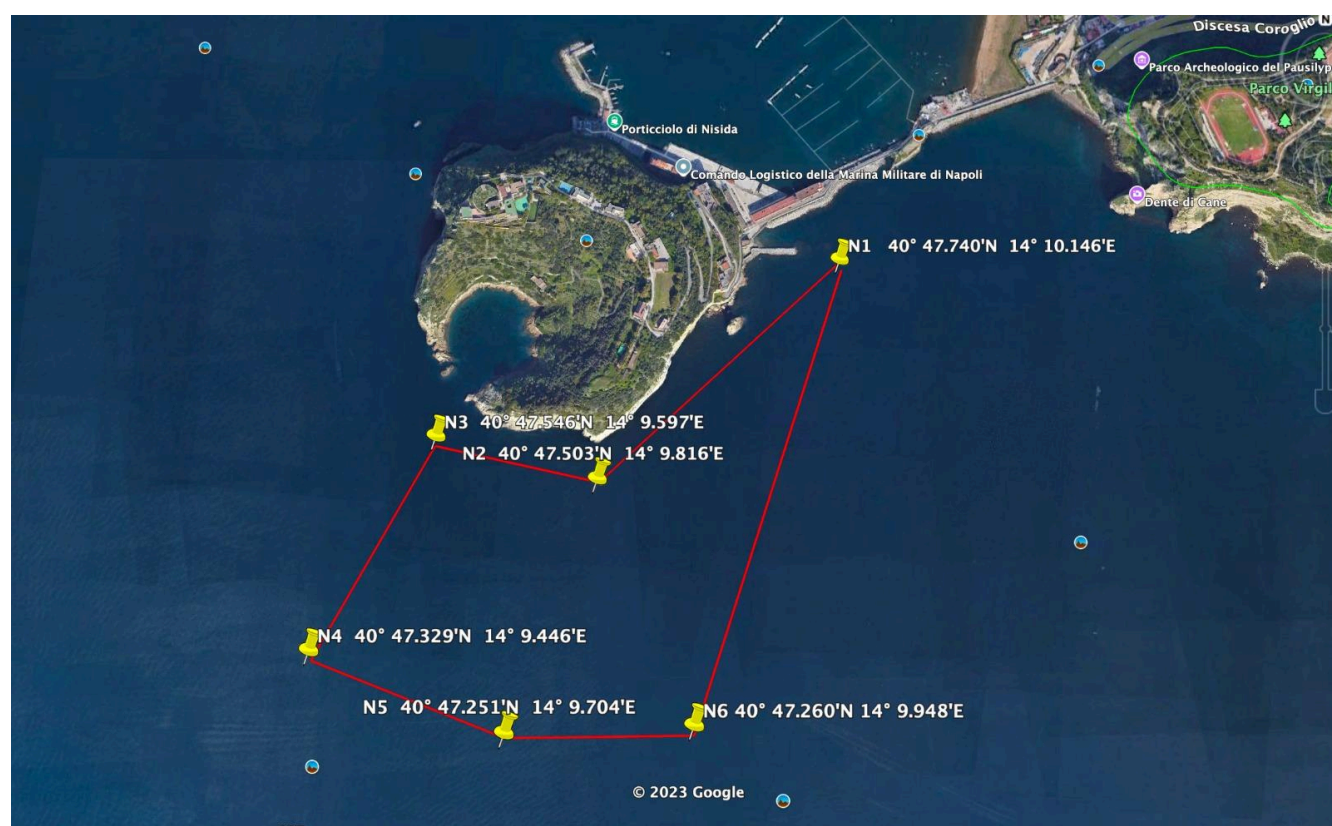 Discesa Coroglio N
Parco Archeologico del Pausilyp
Parco Virgil
Porticciolo di Nisida
Comando Logistico della Marina Militare di Napoli
Dente di Cane
N1 40° 47.740'N 14° 10.146'E
N3 40° 47.546'N 14° 9.597'E
N2 40° 47.503'N 14° 9.816'E
N4 40° 47.329'N 14° 9.446'E
N5 40° 47.251'N 14° 9.704'E
N6 40° 47.260'N 14° 9.948'E
© 2023 Google